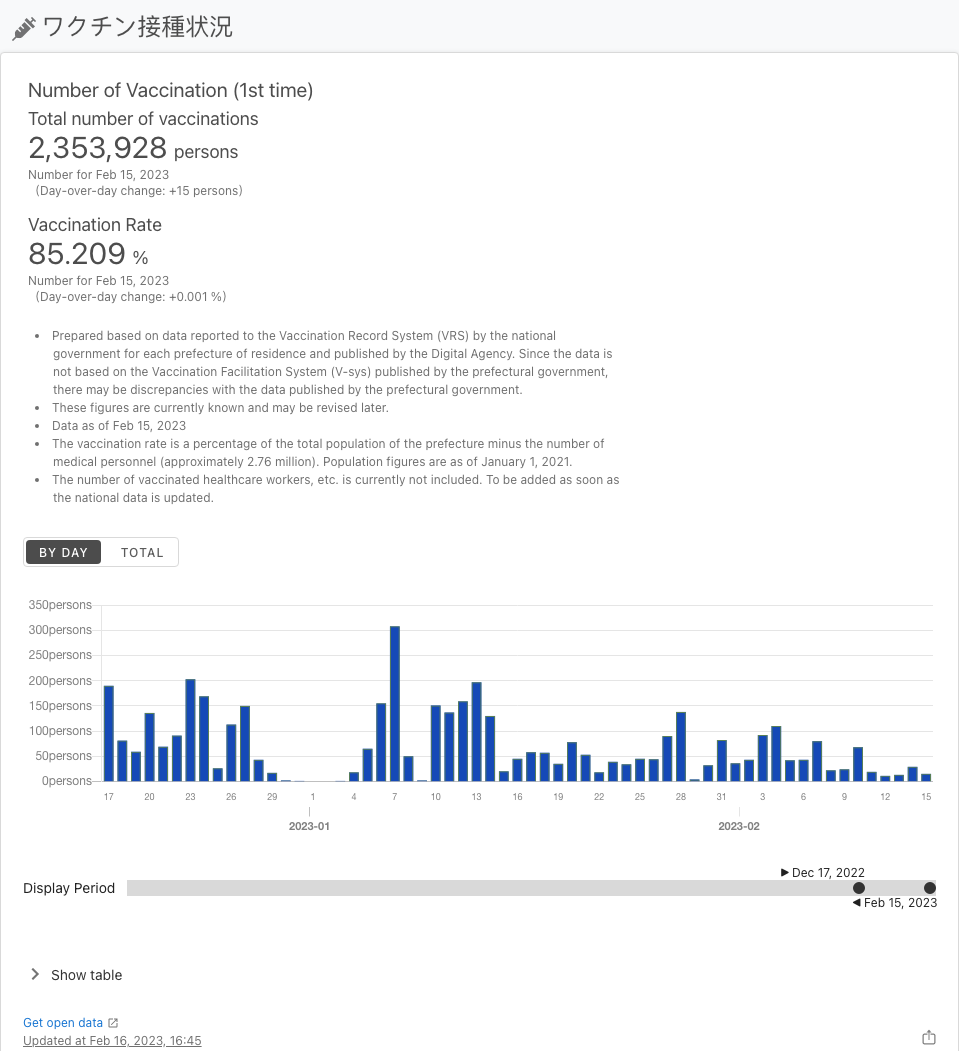 ワクチン接種状況
Number of Vaccination (1st time)
Total number of vaccinations
2,353,928 persons
Number for Feb 15, 2023
(Day-over-day change: +15 persons)
Vaccination Rate
85.209 %
Number for Feb 15, 2023
(Day-over-day change: +0.001 %)
• Prepared based on data reported to the Vaccination Record System (VRS) by the national
government for each prefecture of residence and published by the Digital Agency. Since the data is
not based on the Vaccination Facilitation System (V-sys) published by the prefectural government,
there may be discrepancies with the data published by the prefectural government.
• These figures are currently known and may be revised later.
• Data as of Feb 15, 2023
• The vaccination rate is a percentage of the total population of the prefecture minus the number of
medical personnel (approximately 2.76 million). Population figures are as of January 1, 2021.
• The number of vaccinated healthcare workers, etc. is currently not included. To be added as soon as
the national data is updated.
BY DAY TOTAL
350persons
300persons
250persons
200persons
150persons
100persons
50persons
0persons
17 20 23 26 29 1 4 7 10 13 16 19 22 25 28 31 3 6 9 12 15
2023-01 2023-02
▶ Dec 17, 2022
Display Period
◀ Feb 15, 2023
Show table
Get open data
Updated at Feb 16, 2023, 16:45